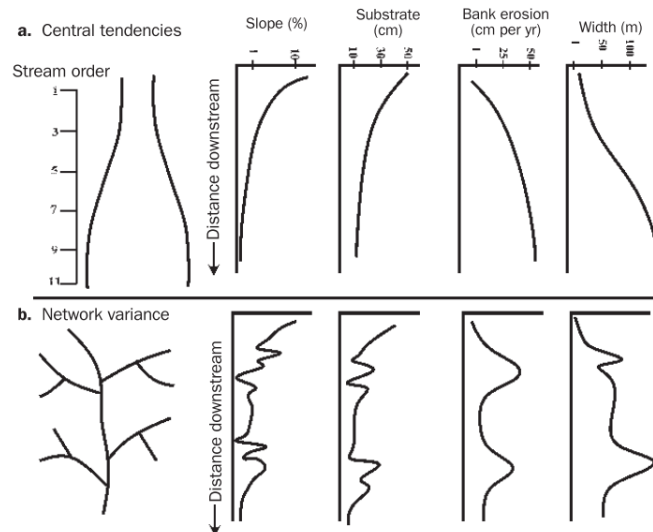 Slope (%)
Substrate
(cm)
Bank erosion
(cm per yr)
Width (m)
a. Central tendencies
1 10
10 30 50
1 25 50
1 50 100
Stream order
1
3
5
7
9
11
Distance downstream
b. Network variance
Distance downstream